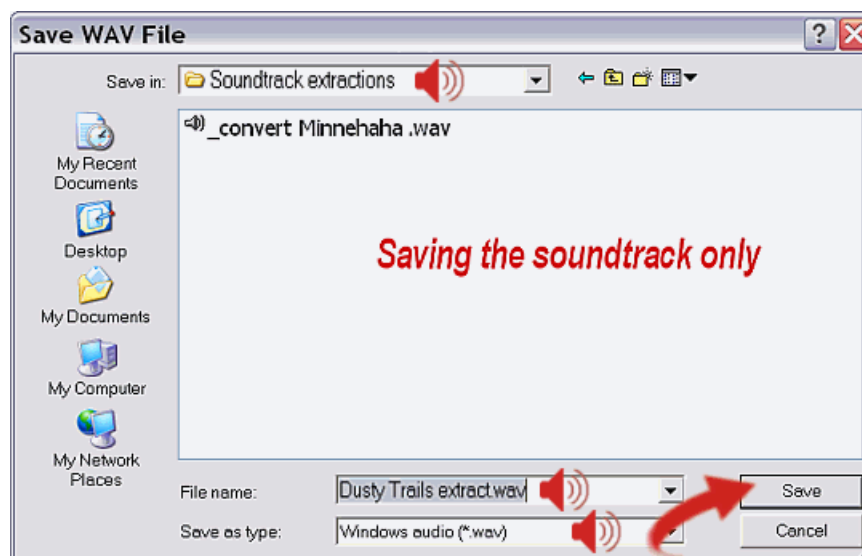 Save WAV File
?
X
Save in:
Soundtrack extractions
_convert Minnehaha .wav
My Recent
Documents
Desktop
My Documents
My Computer
My Network
Places
Saving the soundtrack only
File name:
Dusty Trails extract.wav
Save
Save as type:
Windows audio (*.wav)
Cancel